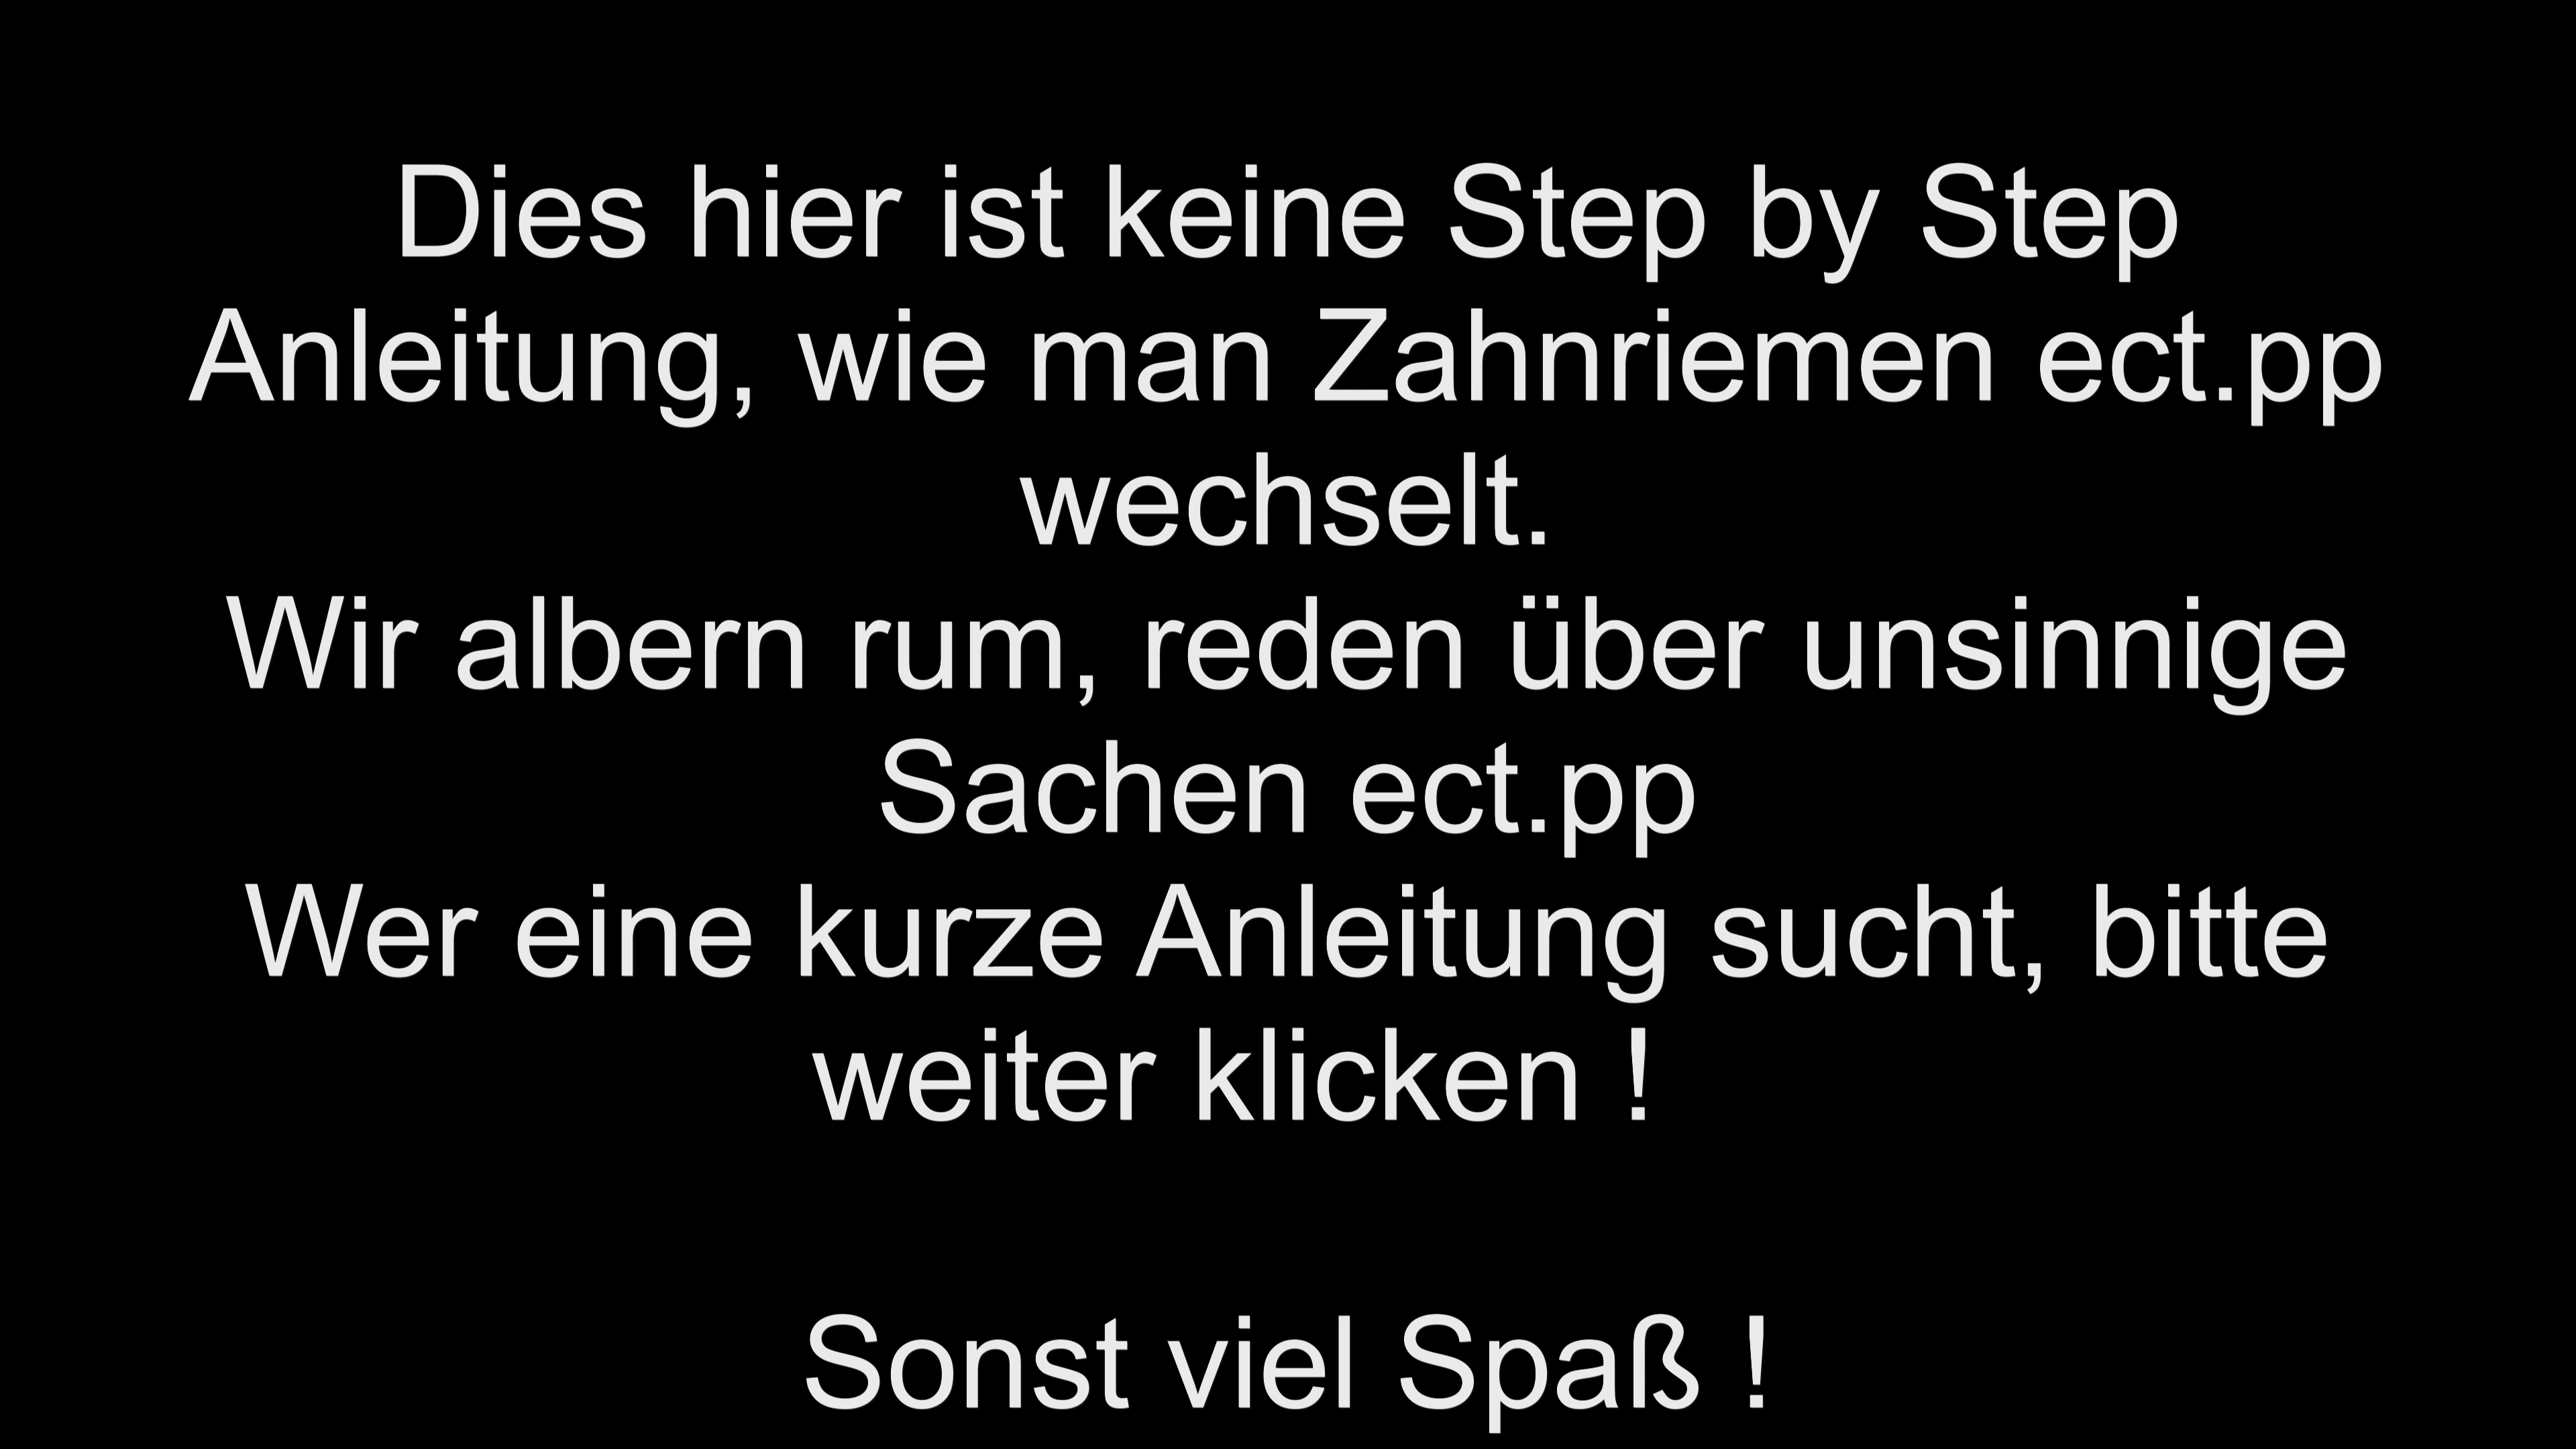 Dies hier ist keine Step by Step
Anleitung, wie man Zahnriemen ect.pp
wechselt.
Wir albern rum, reden über unsinnige
Sachen ect.pp
Wer eine kurze Anleitung sucht, bitte
weiter klicken !
Sonst viel Spaß !